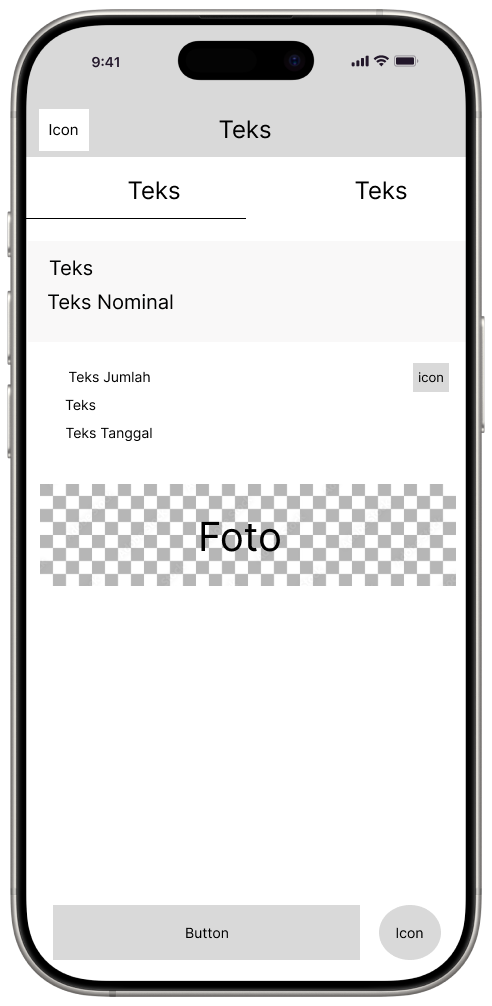 9:41
Icon
Teks
Teks Teks
Teks
Teks Nominal
Teks Jumlah
icon
Teks
Teks Tanggal
Foto
Button
Icon